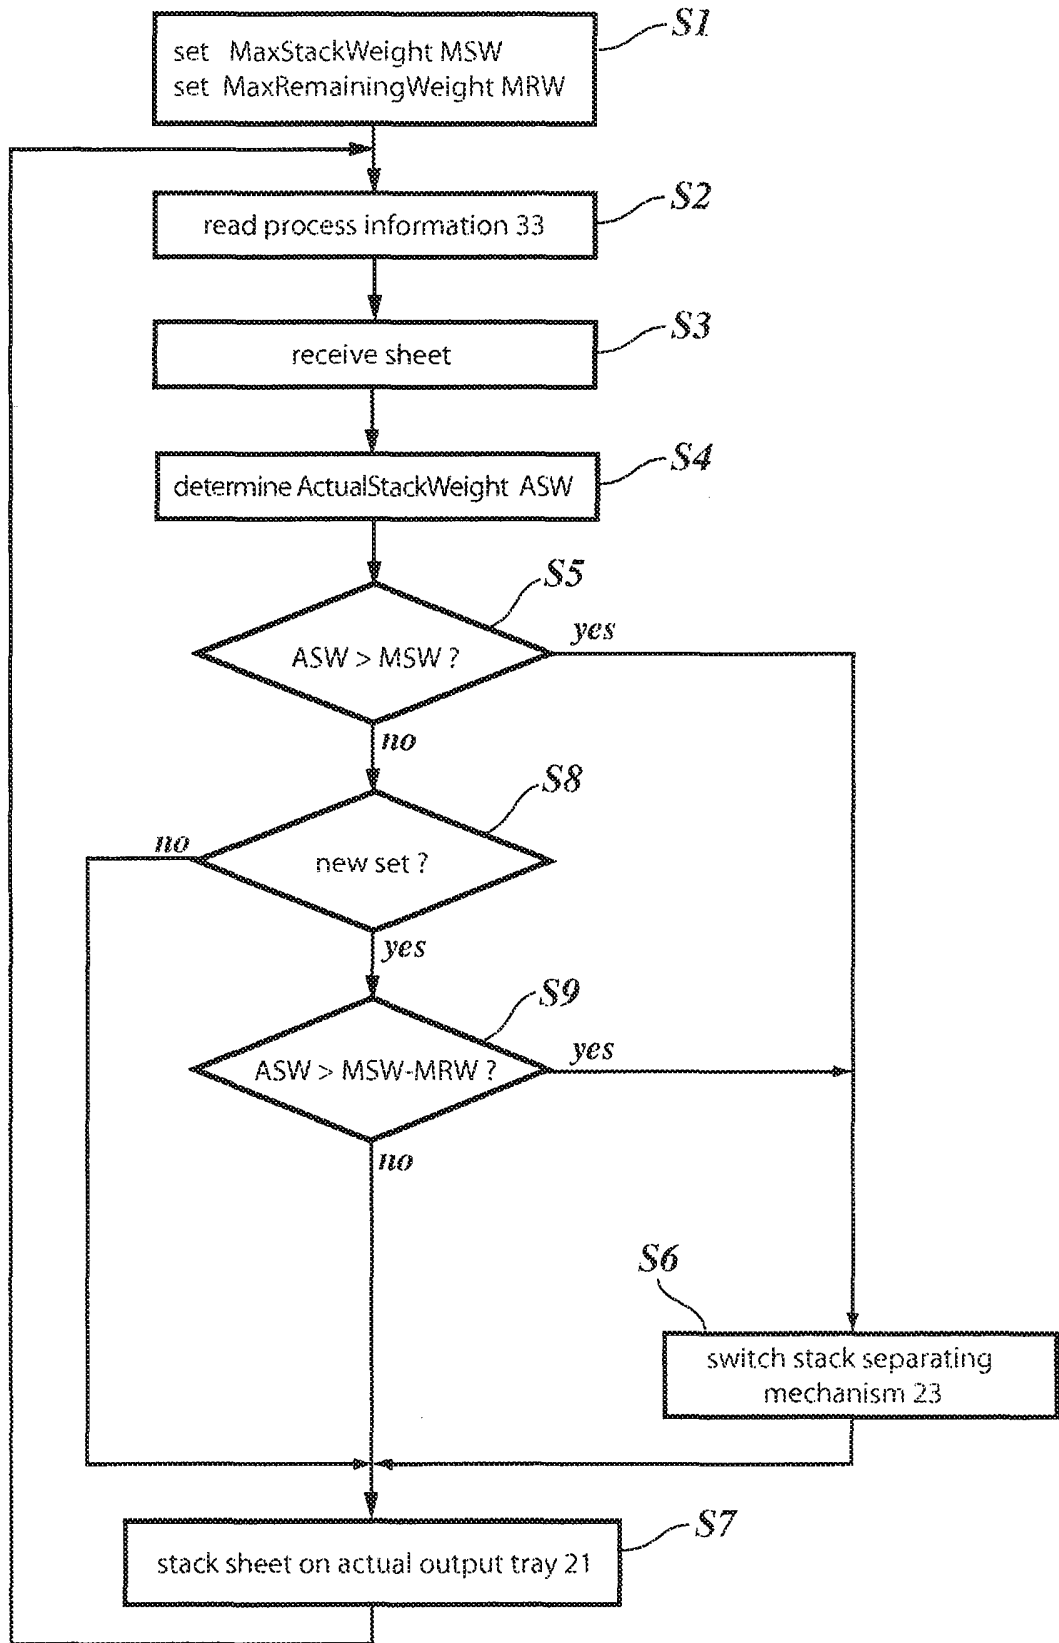 S1
set MaxStackWeight MSW
set MaxRemainingWeight MRW
S2
read process information 33
S3
receive sheet
S4
determine ActualStackWeight ASW
S5
ASW > MSW ?
yes
no
S8
new set ?
no
yes
S9
ASW > MSW-MRW ?
yes
no
S6
switch stack separating
mechanism 23
S7
stack sheet on actual output tray 21